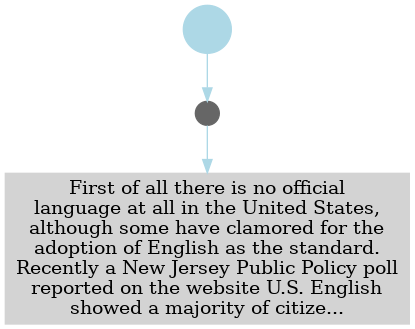 First of all there is no official
language at all in the United States,
although some have clamored for the
adoption of English as the standard.
Recently a New Jersey Public Policy poll
reported on the website U.S. English
showed a majority of citize...